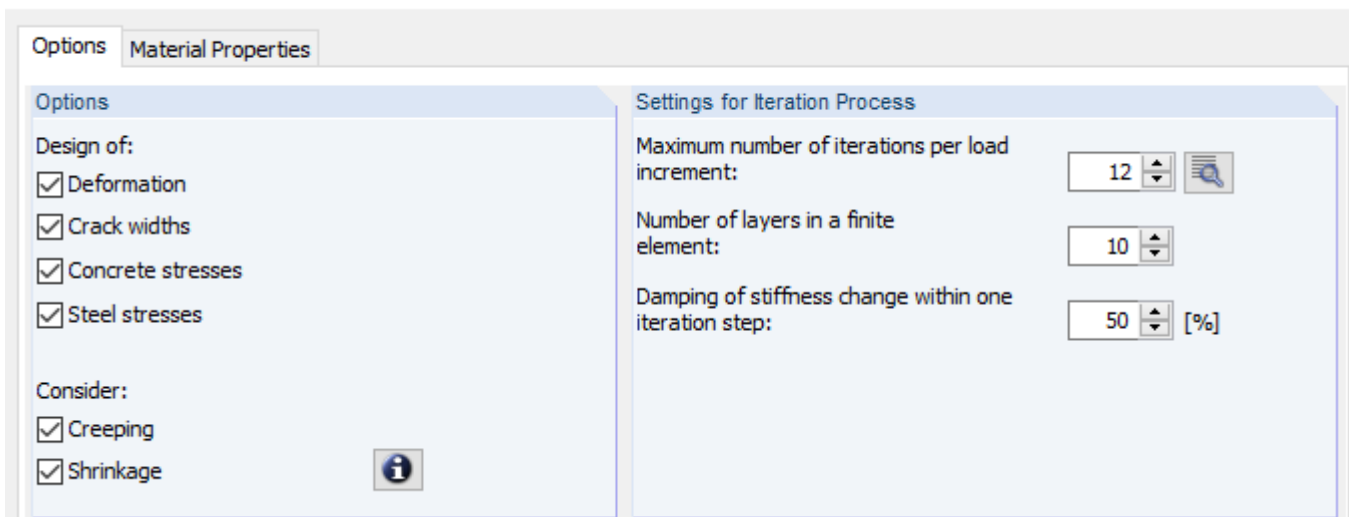 Options
Material Properties
Options
Design of:
Deformation
Crack widths
Concrete stresses
Steel stresses
Consider:
Creeping
Shrinkage
Settings for Iteration Process
Maximum number of iterations per load
increment:
12
Number of layers in a finite
element:
10
Damping of stiffness change within one
iteration step:
50 [%]